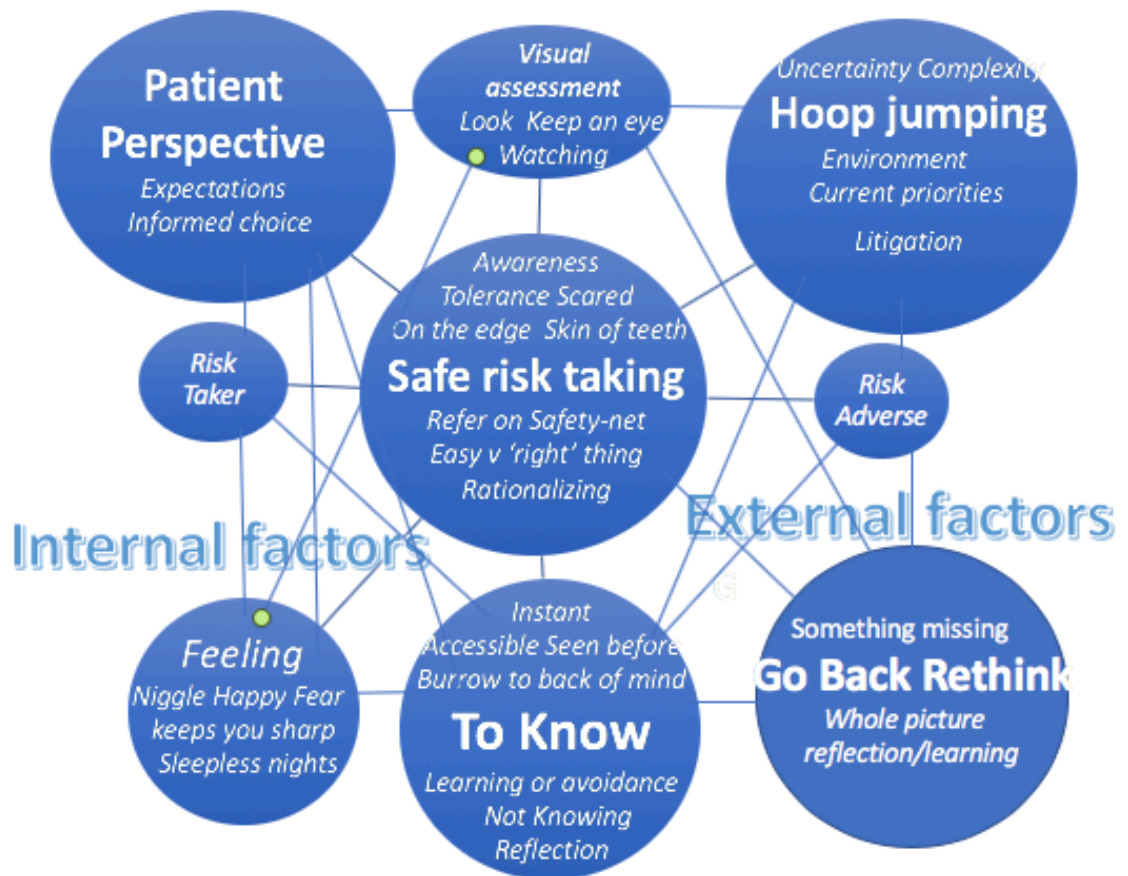 Patient
Perspective
Expectations
Informed choice
Visual
assessment
Look Keep an eye
Watching
Uncertainty Complexity
Hoop jumping
Environment
Current priorities
Litigation
Risk
Taker
Awareness
Tolerance Scared
On the edge Skin of teeth
Safe risk taking
Refer on Safety-net
Easy v ‘right’ thing
Rationalizing
Risk
Adverse
Internal factors
External factors
G
Feeling
Niggle Happy Fear
keeps you sharp
Sleepless nights
Instant
Accessible Seen before
Burrow to back of mind
To Know
Learning or avoidance
Not Knowing
Reflection
Something missing
Go Back Rethink
Whole picture
reflection/learning